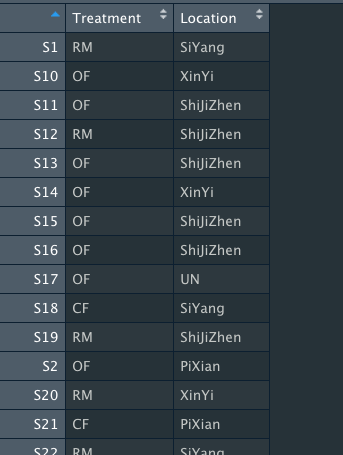 Treatment Location
S1 RM SiYang
S10 OF XinYi
S11 OF ShiJiZhen
S12 RM ShiJiZhen
S13 OF ShiJiZhen
S14 OF XinYi
S15 OF ShiJiZhen
S16 OF ShiJiZhen
S17 OF UN
S18 CF SiYang
S19 RM ShiJiZhen
S2 OF PiXian
S20 RM XinYi
S21 CF PiXian
S22 RM SiYang